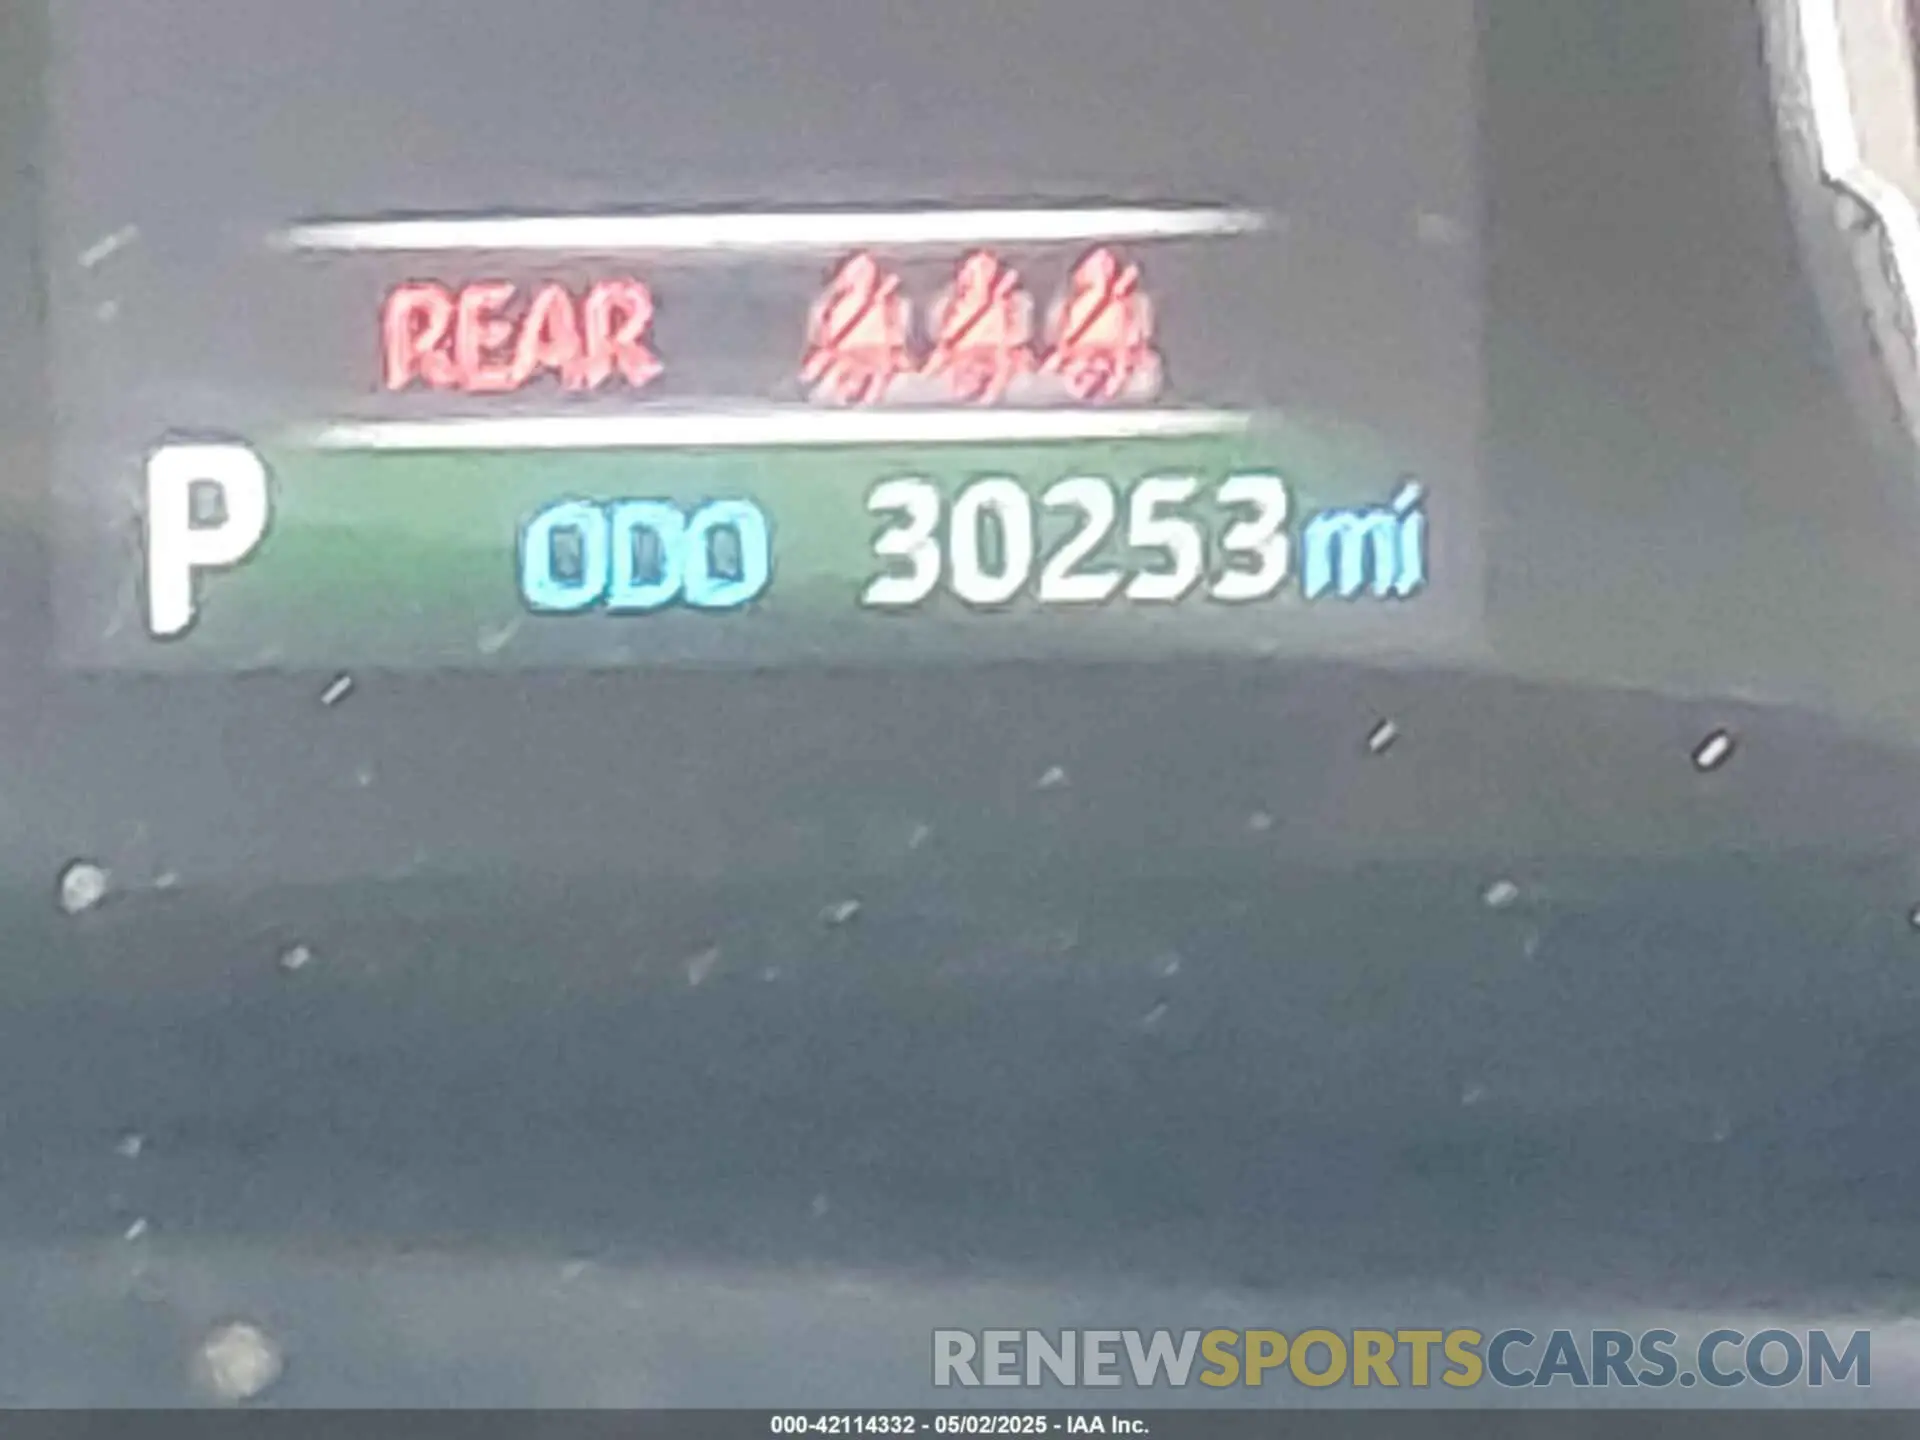 REAR
P ODO 30253mi
RENEWSPORTSCARS.COM
000-42114332 - 05/02/2025 - IAA Inc.